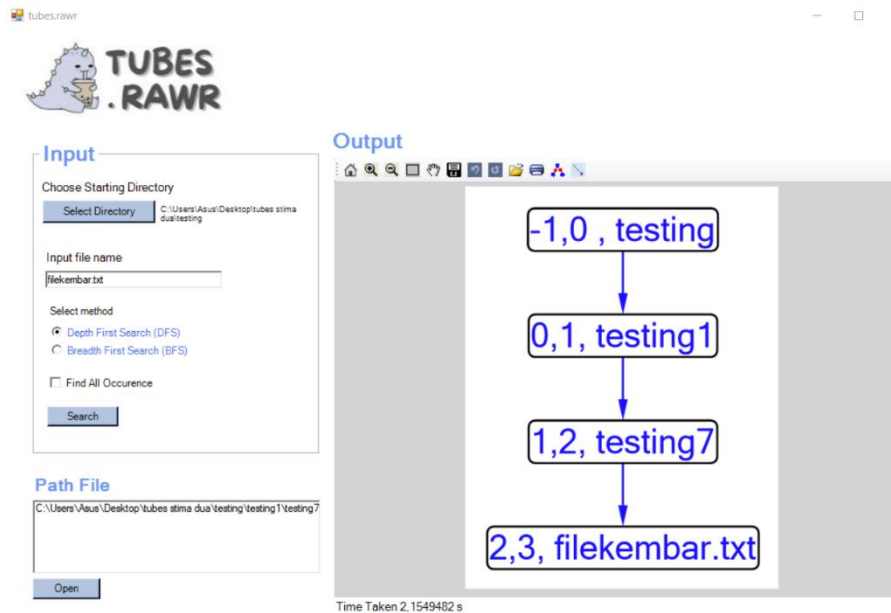 tubes.rawr
TUBES
.RAWR
Input
Choose Starting Directory
Select Directory
C:\Users\Asus\Desktop\tubes stima
dua\testing
Input file name
filekembar.txt
Select method
Depth First Search (DFS)
Breadth First Search (BFS)
Find All Occurence
Search
Path File
C:\Users\Asus\Desktop\tubes stima dua\testing\testing1\testing7
Open
Output
-1,0 , testing
0,1, testing1
1,2, testing7
2,3, filekembar.txt
Time Taken 2,1549482 s